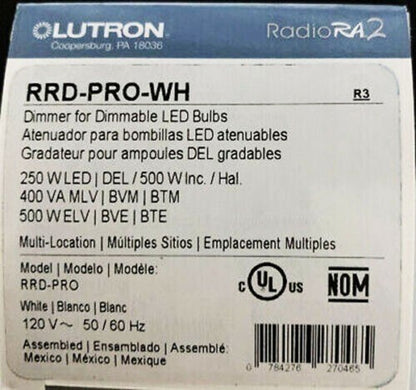 LUTRON
Coopersburg, PA 18036
RadioRA2
RRD-PRO-WH
R3
Dimmer for Dimmable LED Bulbs
Atenuador para bombillas LED atenuables
Gradateur pour ampoules DEL gradables
250 W LED | DEL / 500 W Inc. / Hal.
400 VA MLV | BVM | BTM
500 W ELV | BVE | BTE
Multi-Location | Múltiples Sitios | Emplacement Multiples
Model | Modelo | Modèle:
RRD-PRO
White | Blanco | Blanc
120 V ~ 50 / 60 Hz
Assembled | Ensamblado | Assemblé:
Mexico | México | Mexique
C UL US
NOM
0 784276 270465